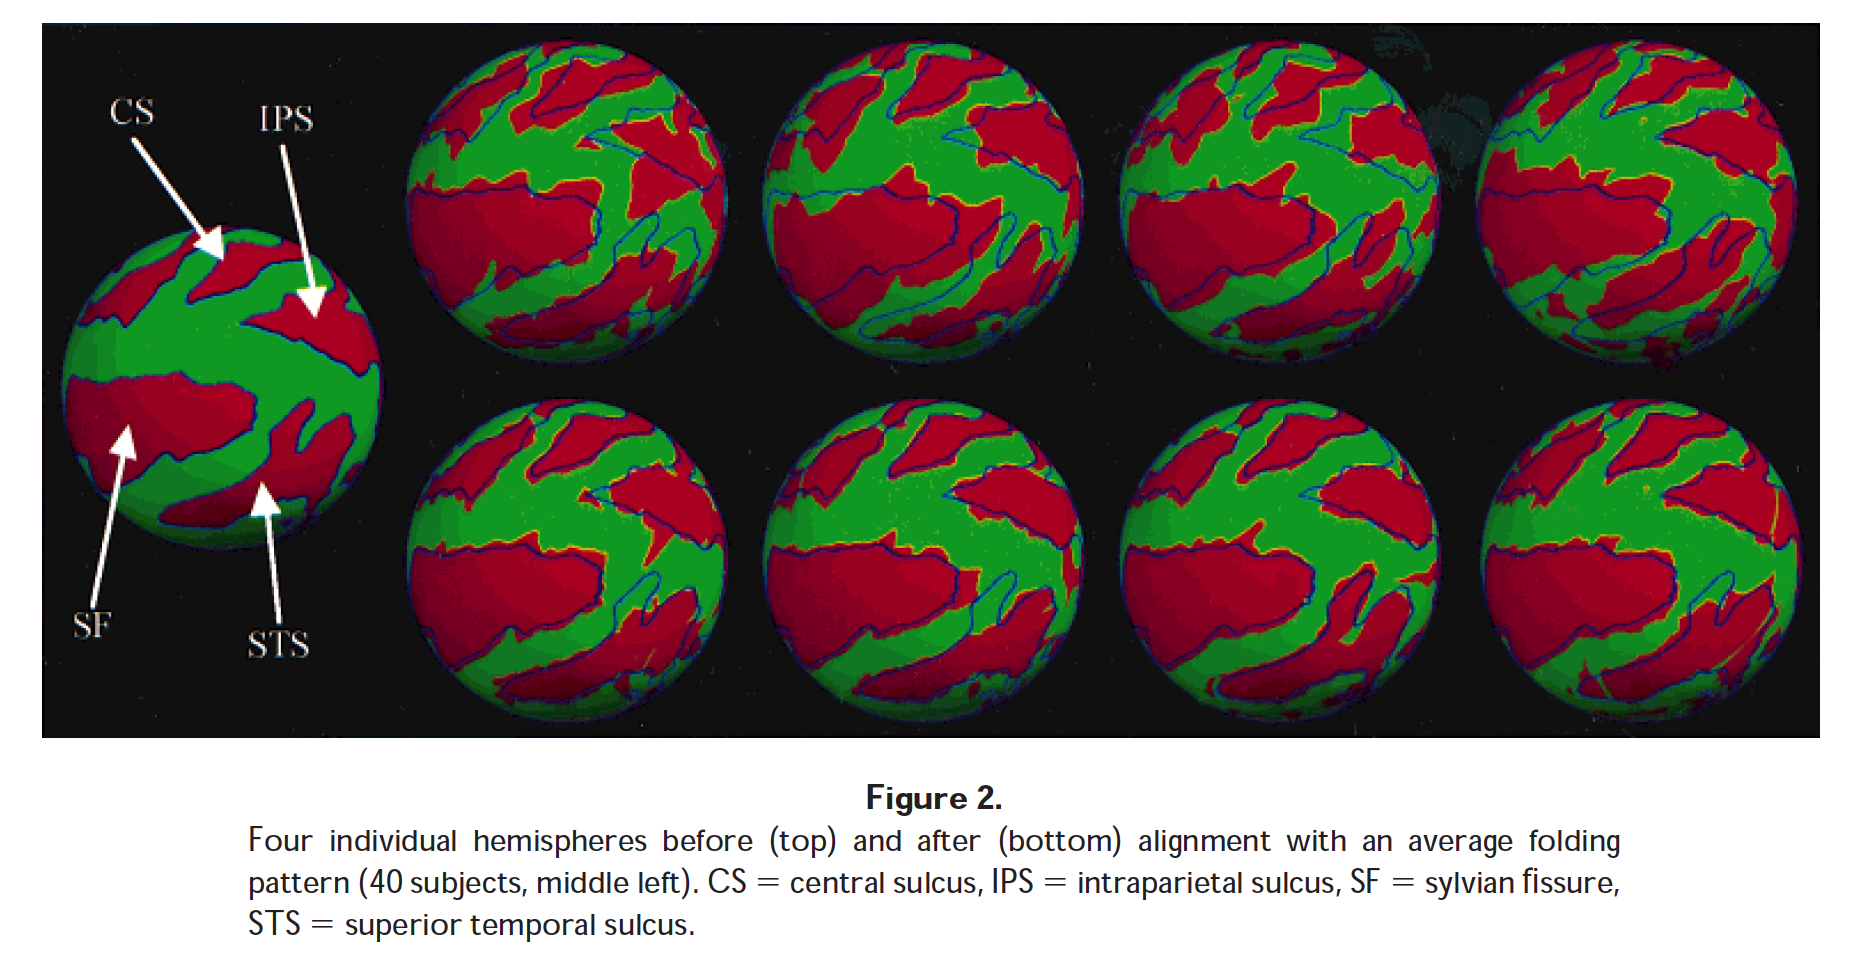 CS
IPS
SF
STS
Figure 2.
Four individual hemispheres before (top) and after (bottom) alignment with an average folding
pattern (40 subjects, middle left). CS = central sulcus, IPS = intraparietal sulcus, SF = sylvian fissure,
STS = superior temporal sulcus.